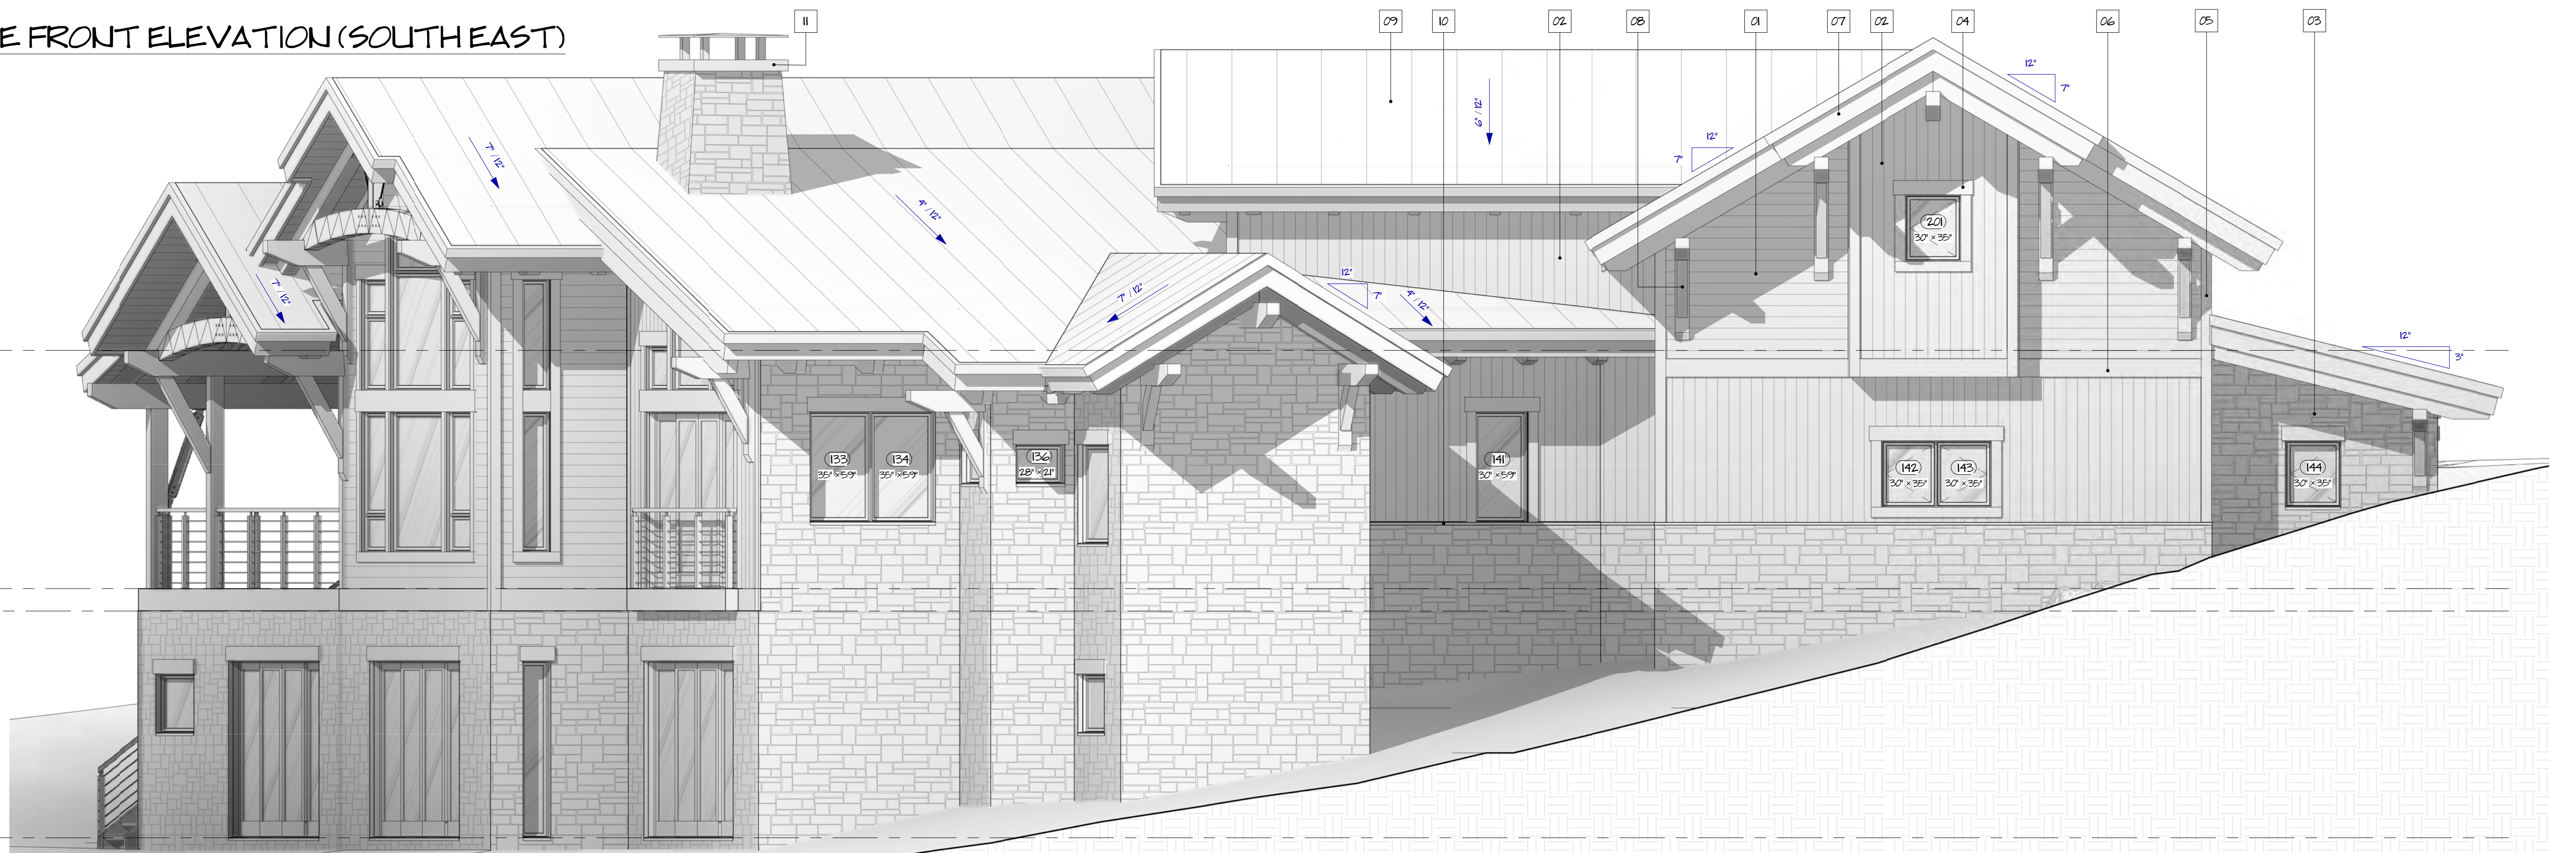 E FRONT ELEVATION (SOUTH EAST)
11
09
10
02
08
01
07
02
04
06
05
03
12"
7"
12"
7"
6" / 12"
7" / 12"
4" / 12"
201
30" x 35"
7" / 12"
12"
7"
7" / 12"
4" / 12"
12"
3"
133
35" x 59"
134
35" x 59"
136
28" x 21"
141
30" x 59"
142
30" x 35"
143
30" x 35"
144
30" x 35"